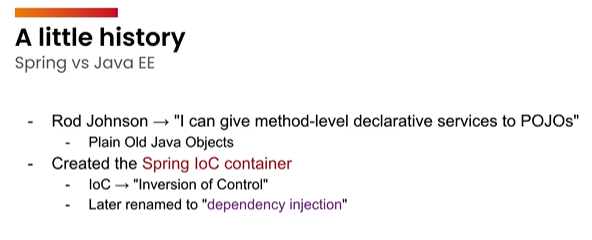 A little history
Spring vs Java EE
- Rod Johnson → "I can give method-level declarative services to POJOs"
- Plain Old Java Objects
- Created the Spring IoC container
- IoC → "Inversion of Control"
- Later renamed to "dependency injection"